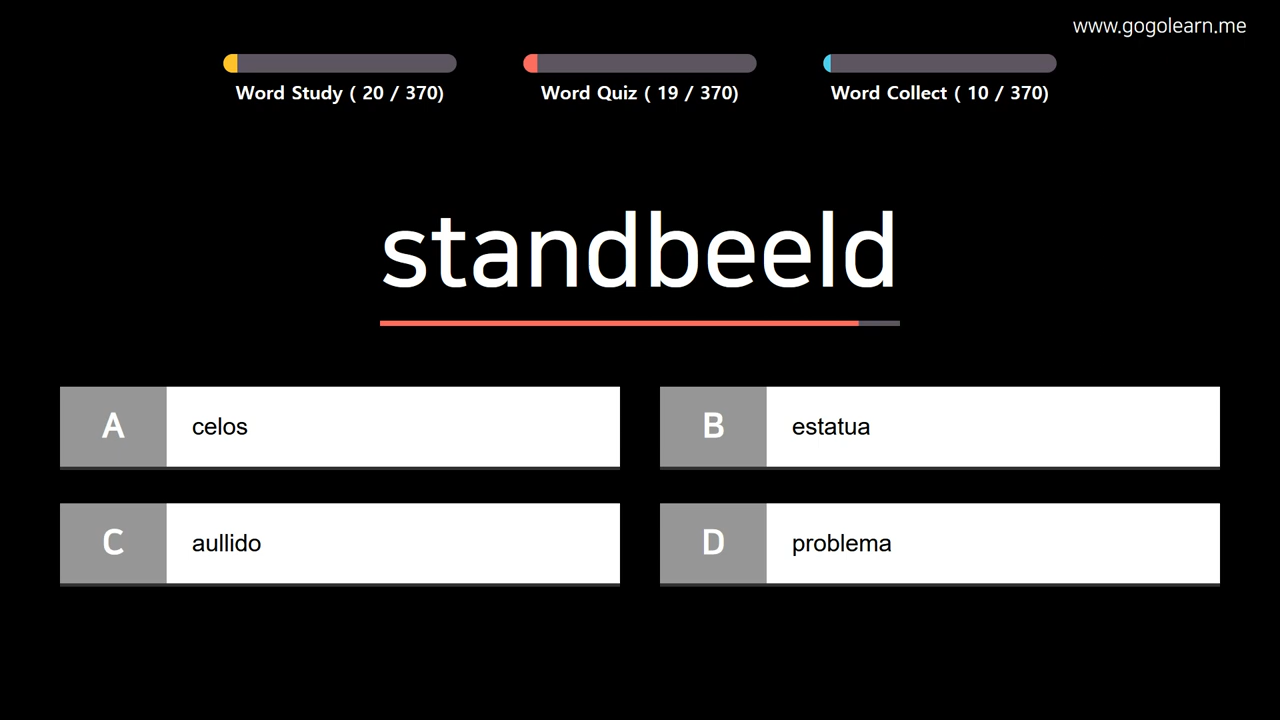 www.gogolearn.me
Word Study ( 20 / 370)
Word Quiz ( 19 / 370)
Word Collect ( 10 / 370)
standbeeld
A celos
B estatua
C aullido
D problema